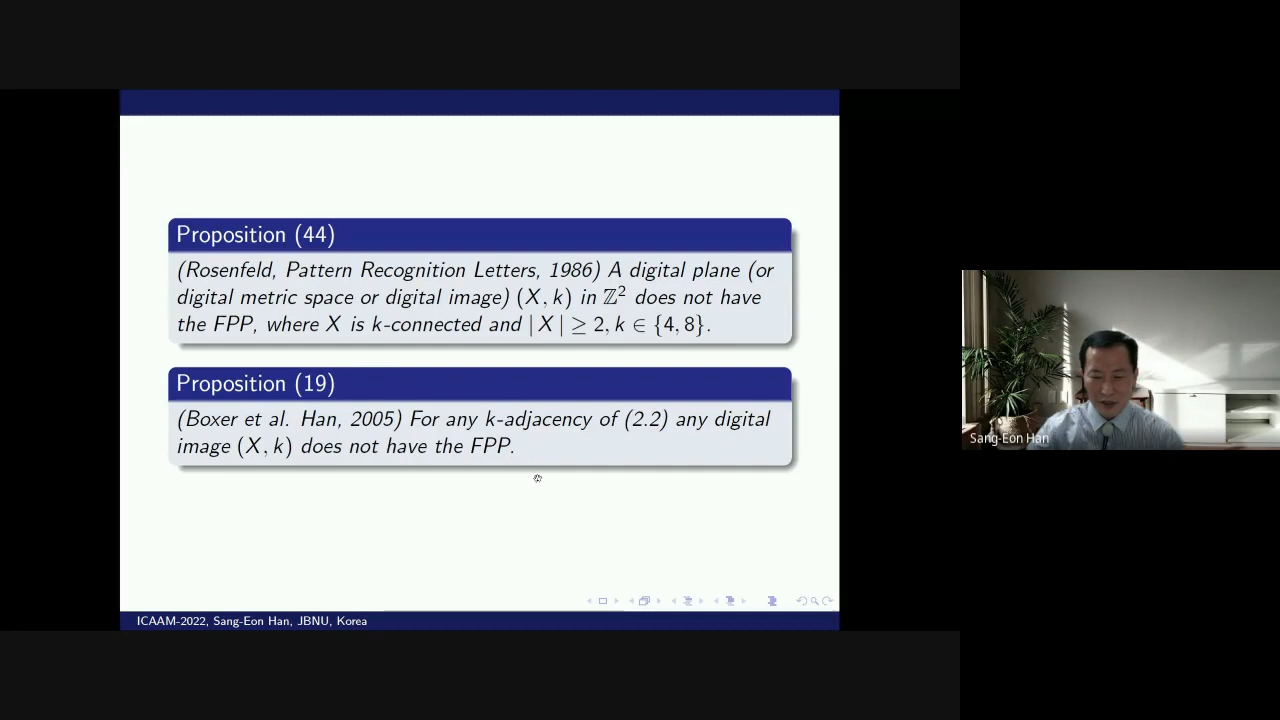 Proposition (44)
(Rosenfeld, Pattern Recognition Letters, 1986) A digital plane (or
digital metric space or digital image) (X, k) in ℤ² does not have
the FPP, where X is k-connected and | X | ≥ 2, k ∈ {4, 8}.
Proposition (19)
(Boxer et al. Han, 2005) For any k-adjacency of (2.2) any digital
image (X, k) does not have the FPP.
ICAAM-2022, Sang-Eon Han, JBNU, Korea
Sang-Eon Han